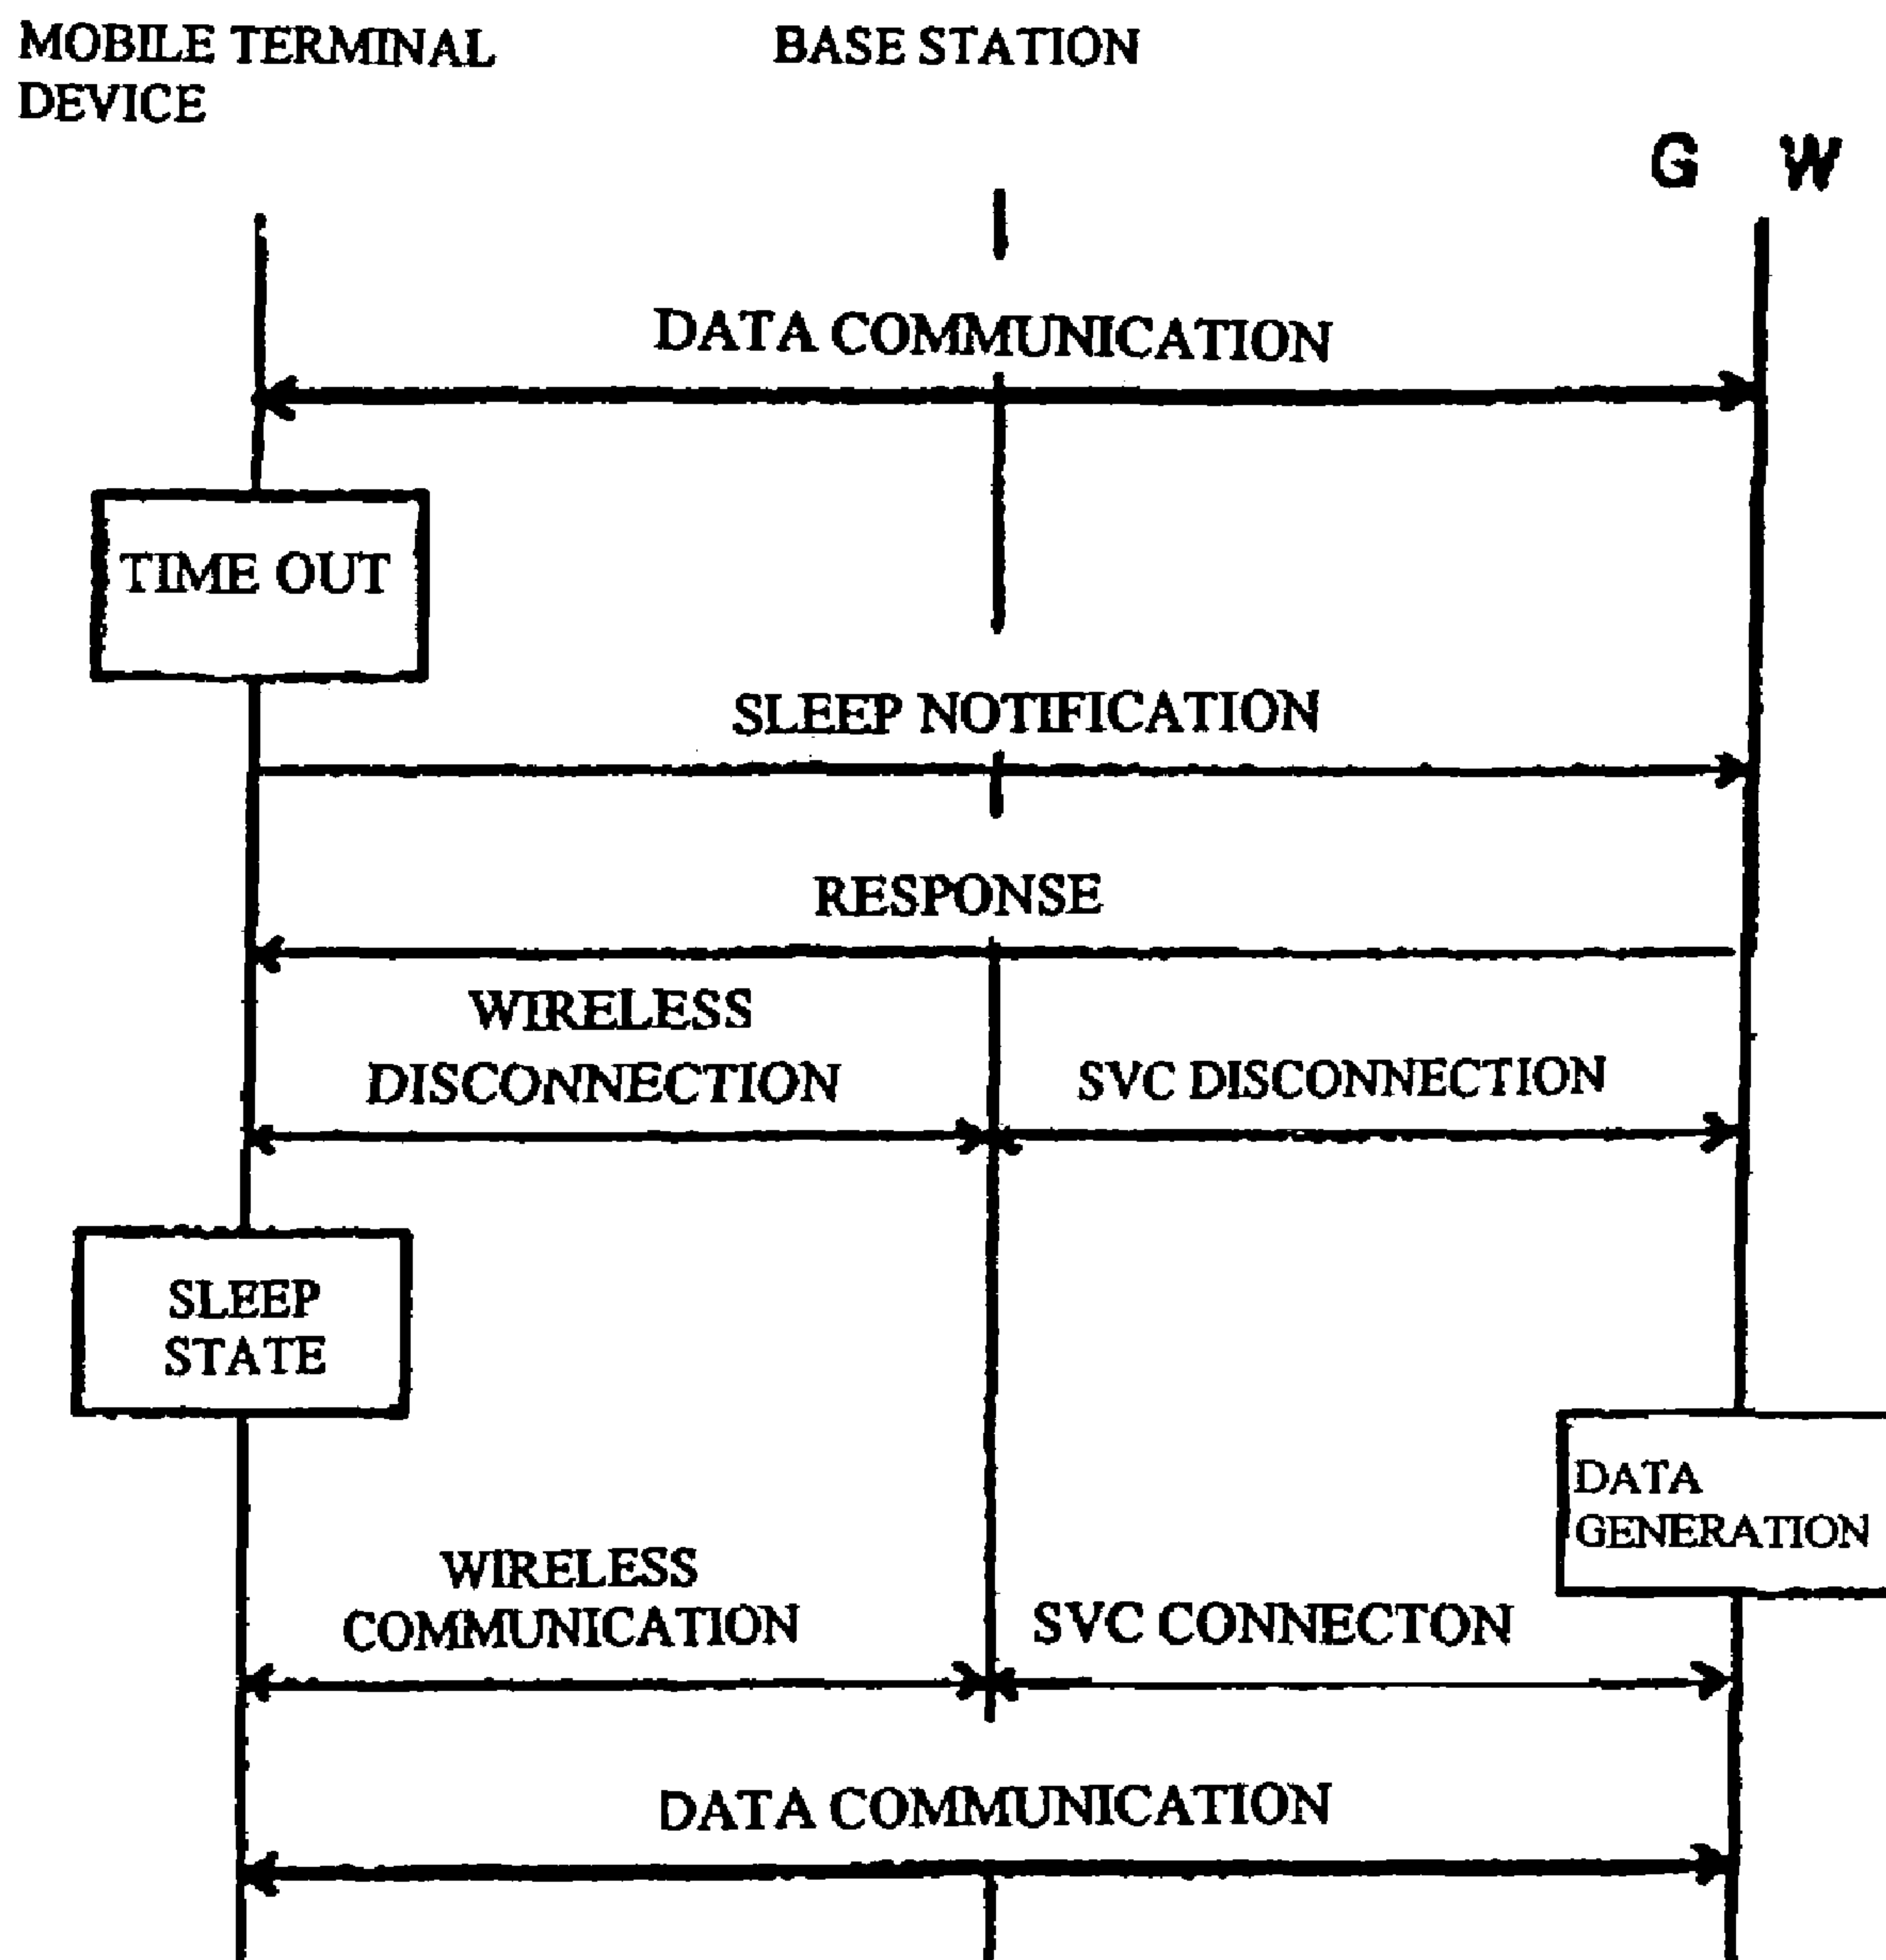 MOBILE TERMINAL
DEVICE
BASE STATION
G W
DATA COMMUNICATION
TIME OUT
SLEEP NOTIFICATION
RESPONSE
WIRELESS
DISCONNECTION
SVC DISCONNECTION
SLEEP
STATE
DATA
GENERATION
WIRELESS
COMMUNICATION
SVC CONNECTON
DATA COMMUNICATION